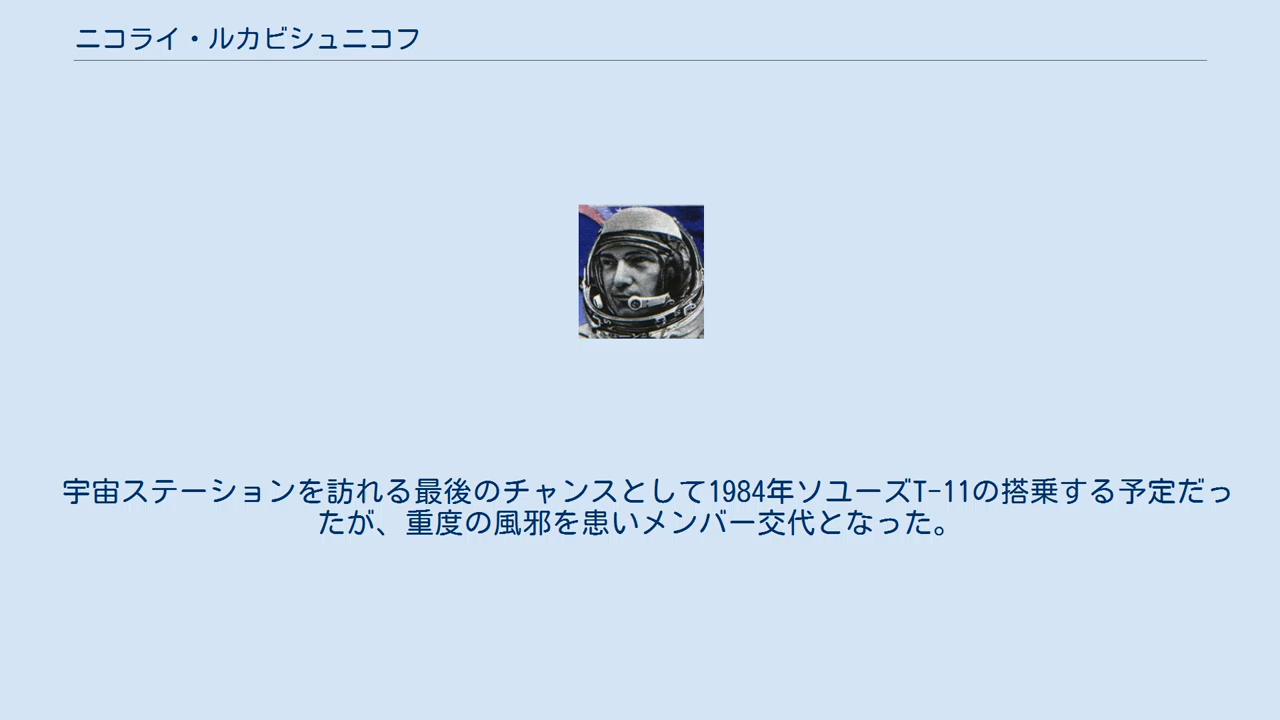 ニコライ・ルカビシュニコフ
宇宙ステーションを訪れる最後のチャンスとして1984年ソユーズT-11の搭乗する予定だっ
たが、重度の風邪を患いメンバー交代となった。